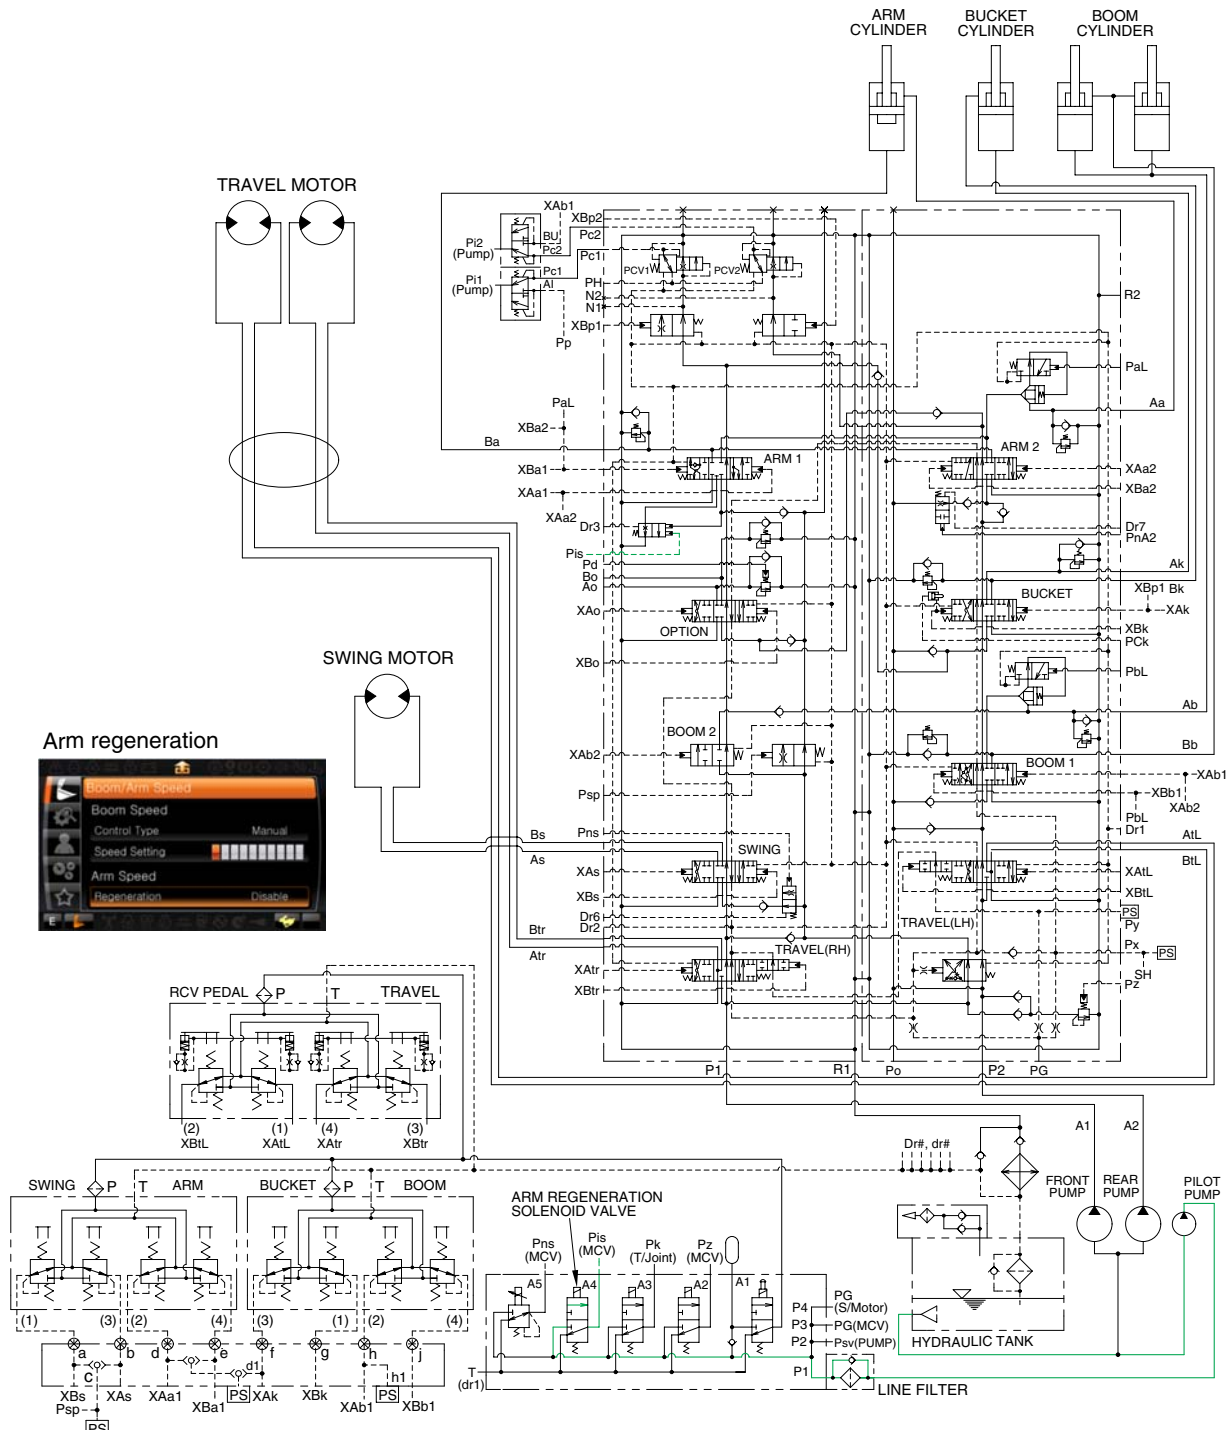 ARM
CYLINDER
BUCKET
CYLINDER
BOOM
CYLINDER
TRAVEL MOTOR
XAb1
XBp2
Pc2
Pc1
BU
Pc2
Pi2
(Pump)
Pc1
AI
Pi1
(Pump)
PCV1
PCV2
PH
N2
N1
XBp1
Pp
R2
PaL
Aa
PaL
XBa2
Ba
ARM 1
ARM 2
XBa1
XAa1
XAa2
XAa2
XBa2
Dr3
Pis
Dr7
PnA2
Pd
Bo
Ao
Ak
XBp1 Bk
BUCKET
XAo
OPTION
XAk
XBk
PCk
XBo
PbL
SWING MOTOR
Ab
BOOM 2
Bb
XAb2
BOOM 1
XAb1
XBb1
Psp
PbL
XAb2
Dr1
Pns
Bs
As
SWING
AtL
BtL
XAs
XBs
XAtL
XBtL
Dr6
Dr2
TRAVEL(LH)
PS
Py
Btr
Atr
TRAVEL(RH)
Px
PS
XAtr
SH
XBtr
Pz
P1
R1
Po
P2
PG
Arm regeneration
Boom/Arm Speed
Boom Speed
Control Type Manual
Speed Setting
Arm Speed
Regeneration Disable
E
RCV PEDAL
P
T
TRAVEL
(2)
(1)
(4)
(3)
XBtL
XAtL
XAtr
XBtr
SWING
P
T
ARM
BUCKET
P
T
BOOM
(1)
(3)
(2)
(4)
(3)
(1)
(2)
(4)
a
b
d
e
f
g
h
j
c
d1
h1
XBs
XAs
XAa1
XBa1
PS
XAk
XBk
XAb1
PS
XBb1
Psp
PS
ARM REGENERATION
SOLENOID VALVE
Pns
(MCV)
Pis
(MCV)
Pk
(T/Joint)
Pz
(MCV)
A5
A4
A3
A2
A1
T
(dr1)
P4
PG
(S/Motor)
P3
PG(MCV)
P2
Psv(PUMP)
P1
LINE FILTER
Dr#, dr#
HYDRAULIC TANK
A1
A2
FRONT
PUMP
REAR
PUMP
PILOT
PUMP